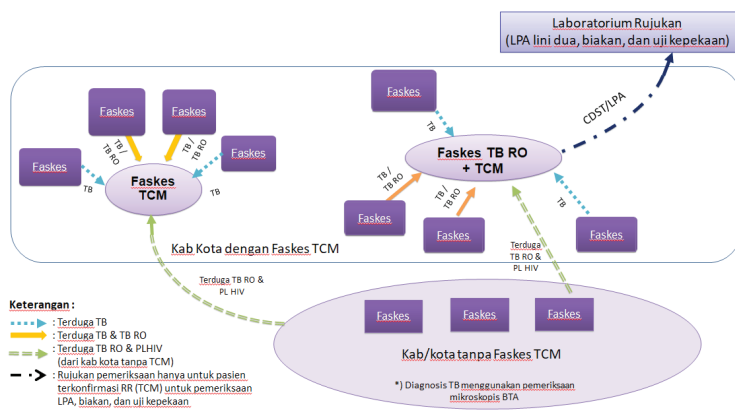 Laboratorium Rujukan
(LPA lini dua, biakan, dan uji kepekaan)
Faskes
Faskes
Faskes
Faskes
Faskes
TB /
TB RO
TB /
TB RO
TB
TB
Faskes
TCM
TB
CDST/LPA
Faskes TB RO
+ TCM
TB /
TB RO
TB /
TB RO
TB
Faskes
Faskes
Faskes
Kab Kota dengan Faskes TCM
Terduga
TB RO &
PL HIV
Terduga TB RO &
PL HIV
Faskes
Faskes
Faskes
Kab/kota tanpa Faskes TCM
*) Diagnosis TB menggunakan pemeriksaan
mikroskopis BTA
Keterangan :
: Terduga TB
: Terduga TB & TB RO
: Terduga TB RO & PLHIV
(dari kab kota tanpa TCM)
: Rujukan pemeriksaan hanya untuk pasien
terkonfirmasi RR (TCM) untuk pemeriksaan
LPA, biakan, dan uji kepekaan